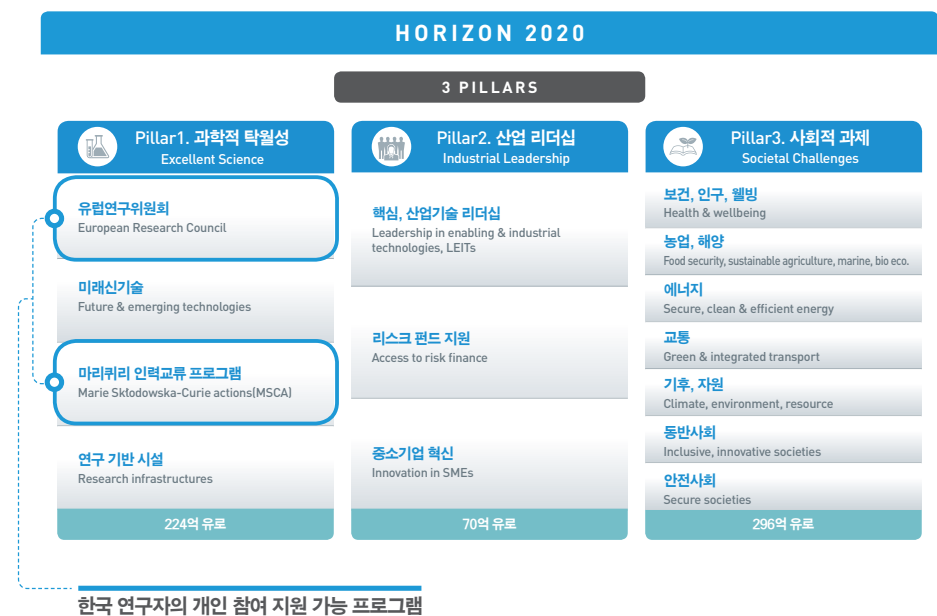 HORIZON 2020
3 PILLARS
Pillar1. 과학적 탁월성
Excellent Science
유럽연구위원회
European Research Council
미래신기술
Future & emerging technologies
마리퀴리 인력교류 프로그램
Marie Skłodowska-Curie actions(MSCA)
연구 기반 시설
Research infrastructures
224억 유로
Pillar2. 산업 리더십
Industrial Leadership
핵심, 산업기술 리더십
Leadership in enabling & industrial
technologies, LEITs
리스크 펀드 지원
Access to risk finance
중소기업 혁신
Innovation in SMEs
70억 유로
Pillar3. 사회적 과제
Societal Challenges
보건, 인구, 웰빙
Health & wellbeing
농업, 해양
Food security, sustainable agriculture, marine, bio eco.
에너지
Secure, clean & efficient energy
교통
Green & integrated transport
기후, 자원
Climate, environment, resource
동반사회
Inclusive, innovative societies
안전사회
Secure societies
296억 유로
한국 연구자의 개인 참여 지원 가능 프로그램